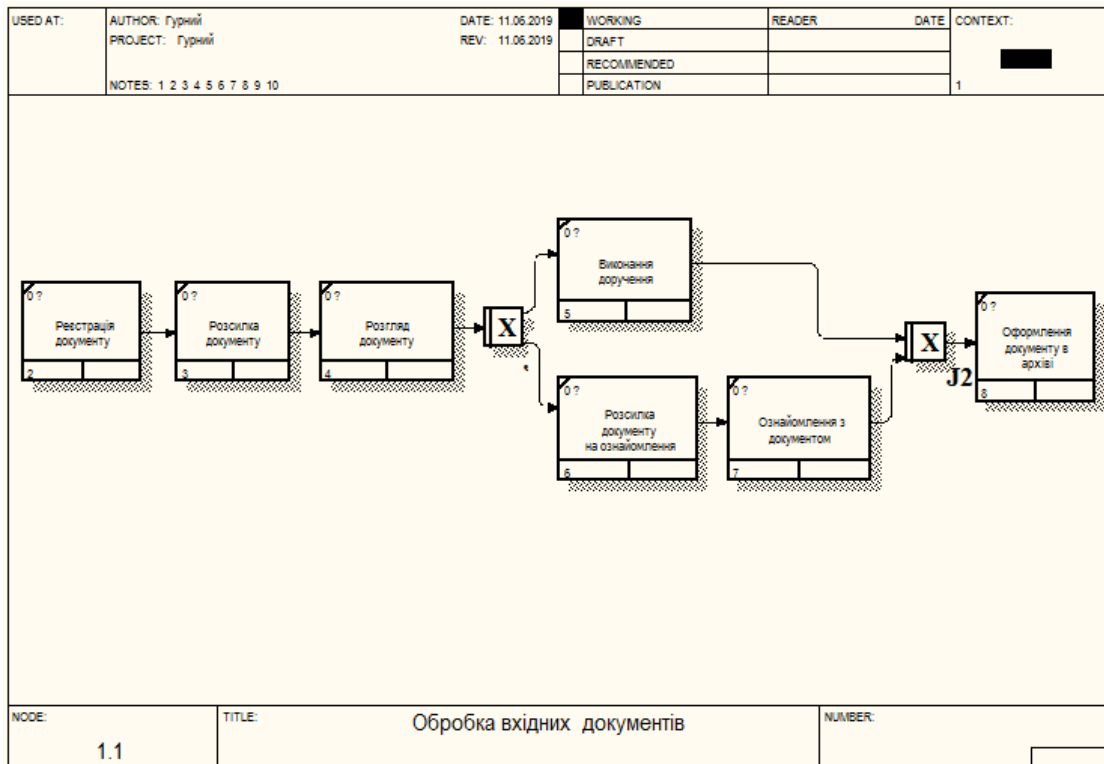 USED AT:
AUTHOR: Гурний
DATE: 11.06.2019
WORKING
READER
DATE
CONTEXT:
PROJECT: Гурний
REV: 11.06.2019
DRAFT
RECOMMENDED
NOTES: 1 2 3 4 5 6 7 8 9 10
PUBLICATION
1
0 ?
Реєстрація
документу
2
0 ?
Розсилка
документу
3
0 ?
Розгляд
документу
4
X
0 ?
Виконання
доручення
5
0 ?
Розсилка
документу
на ознайомлення
6
0 ?
Ознайомлення з
документом
7
X
J2
0 ?
Оформлення
документу в
архіві
8
NODE:
1.1
TITLE:
Обробка вхідних документів
NUMBER: